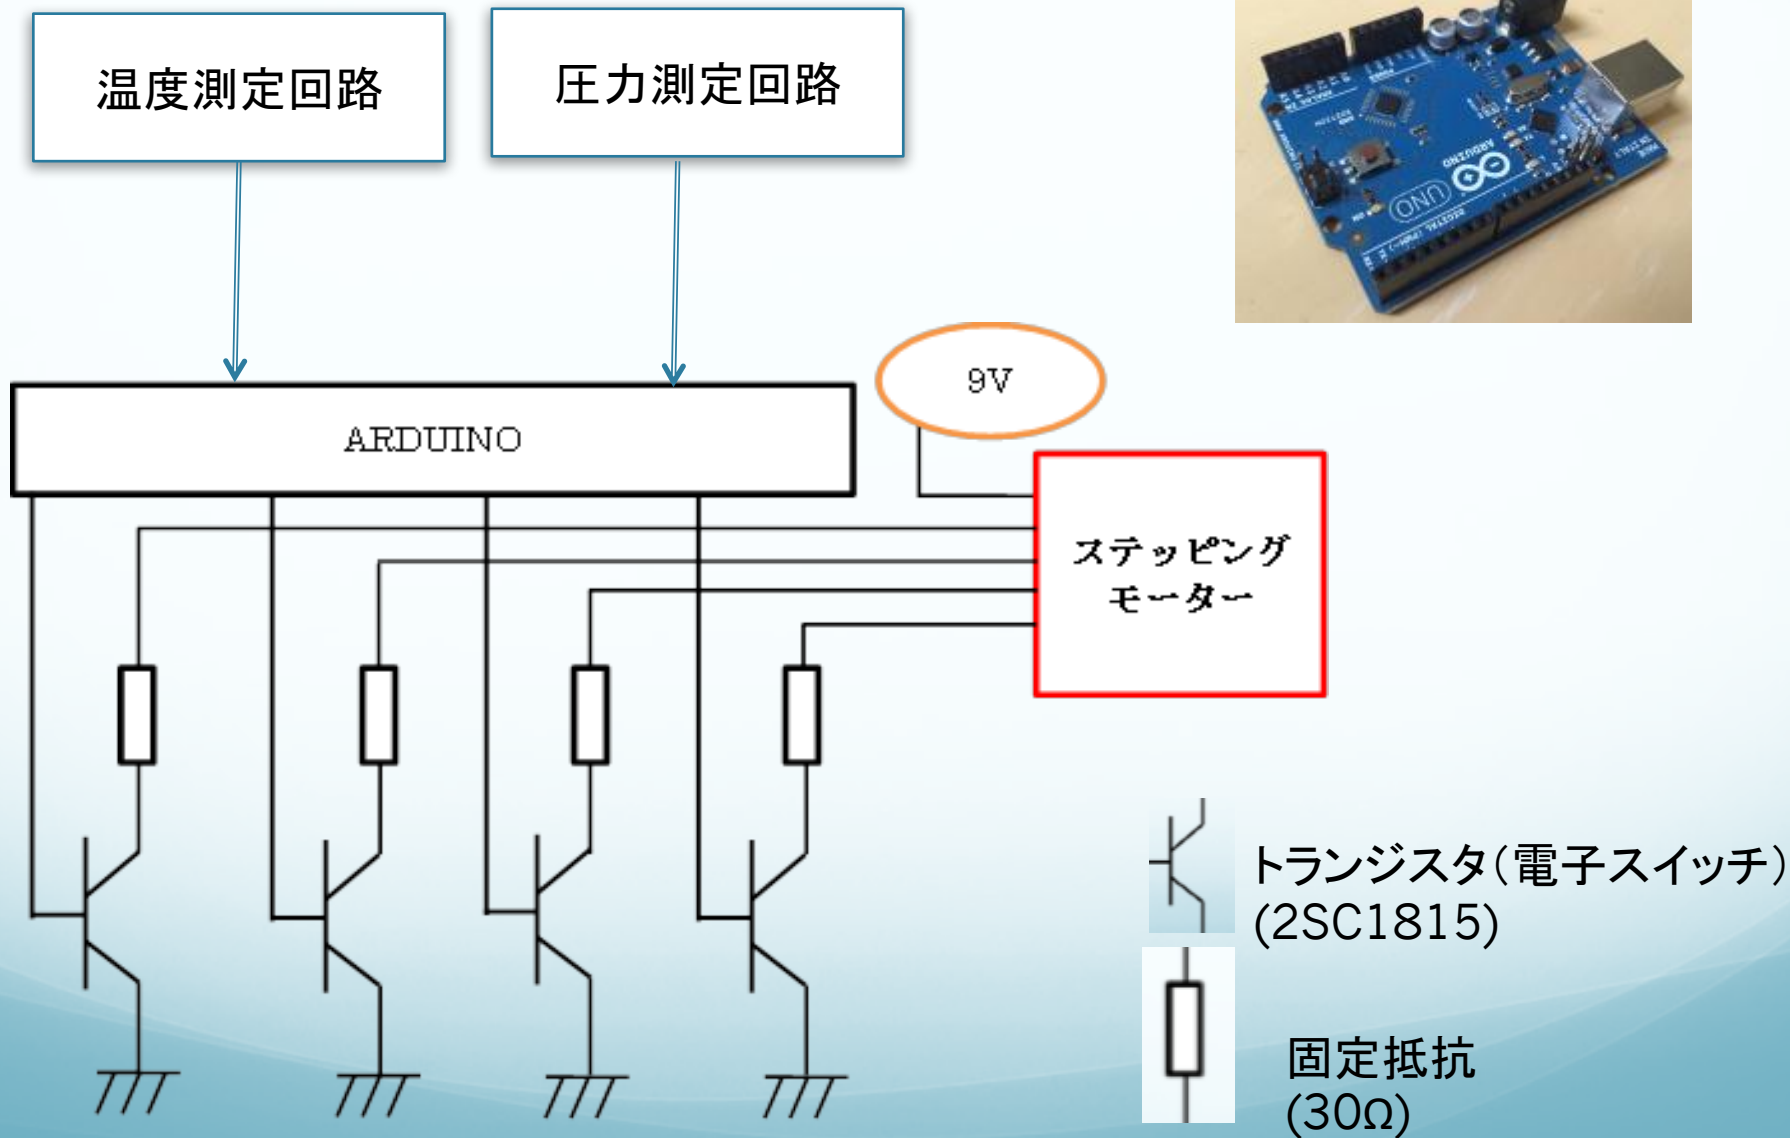 温度測定回路
圧力測定回路
ARDUINO
UNO
9V
ARDUINO
ステッピング
モーター
トランジスタ(電子スイッチ)
(2SC1815)
固定抵抗
(30Ω)